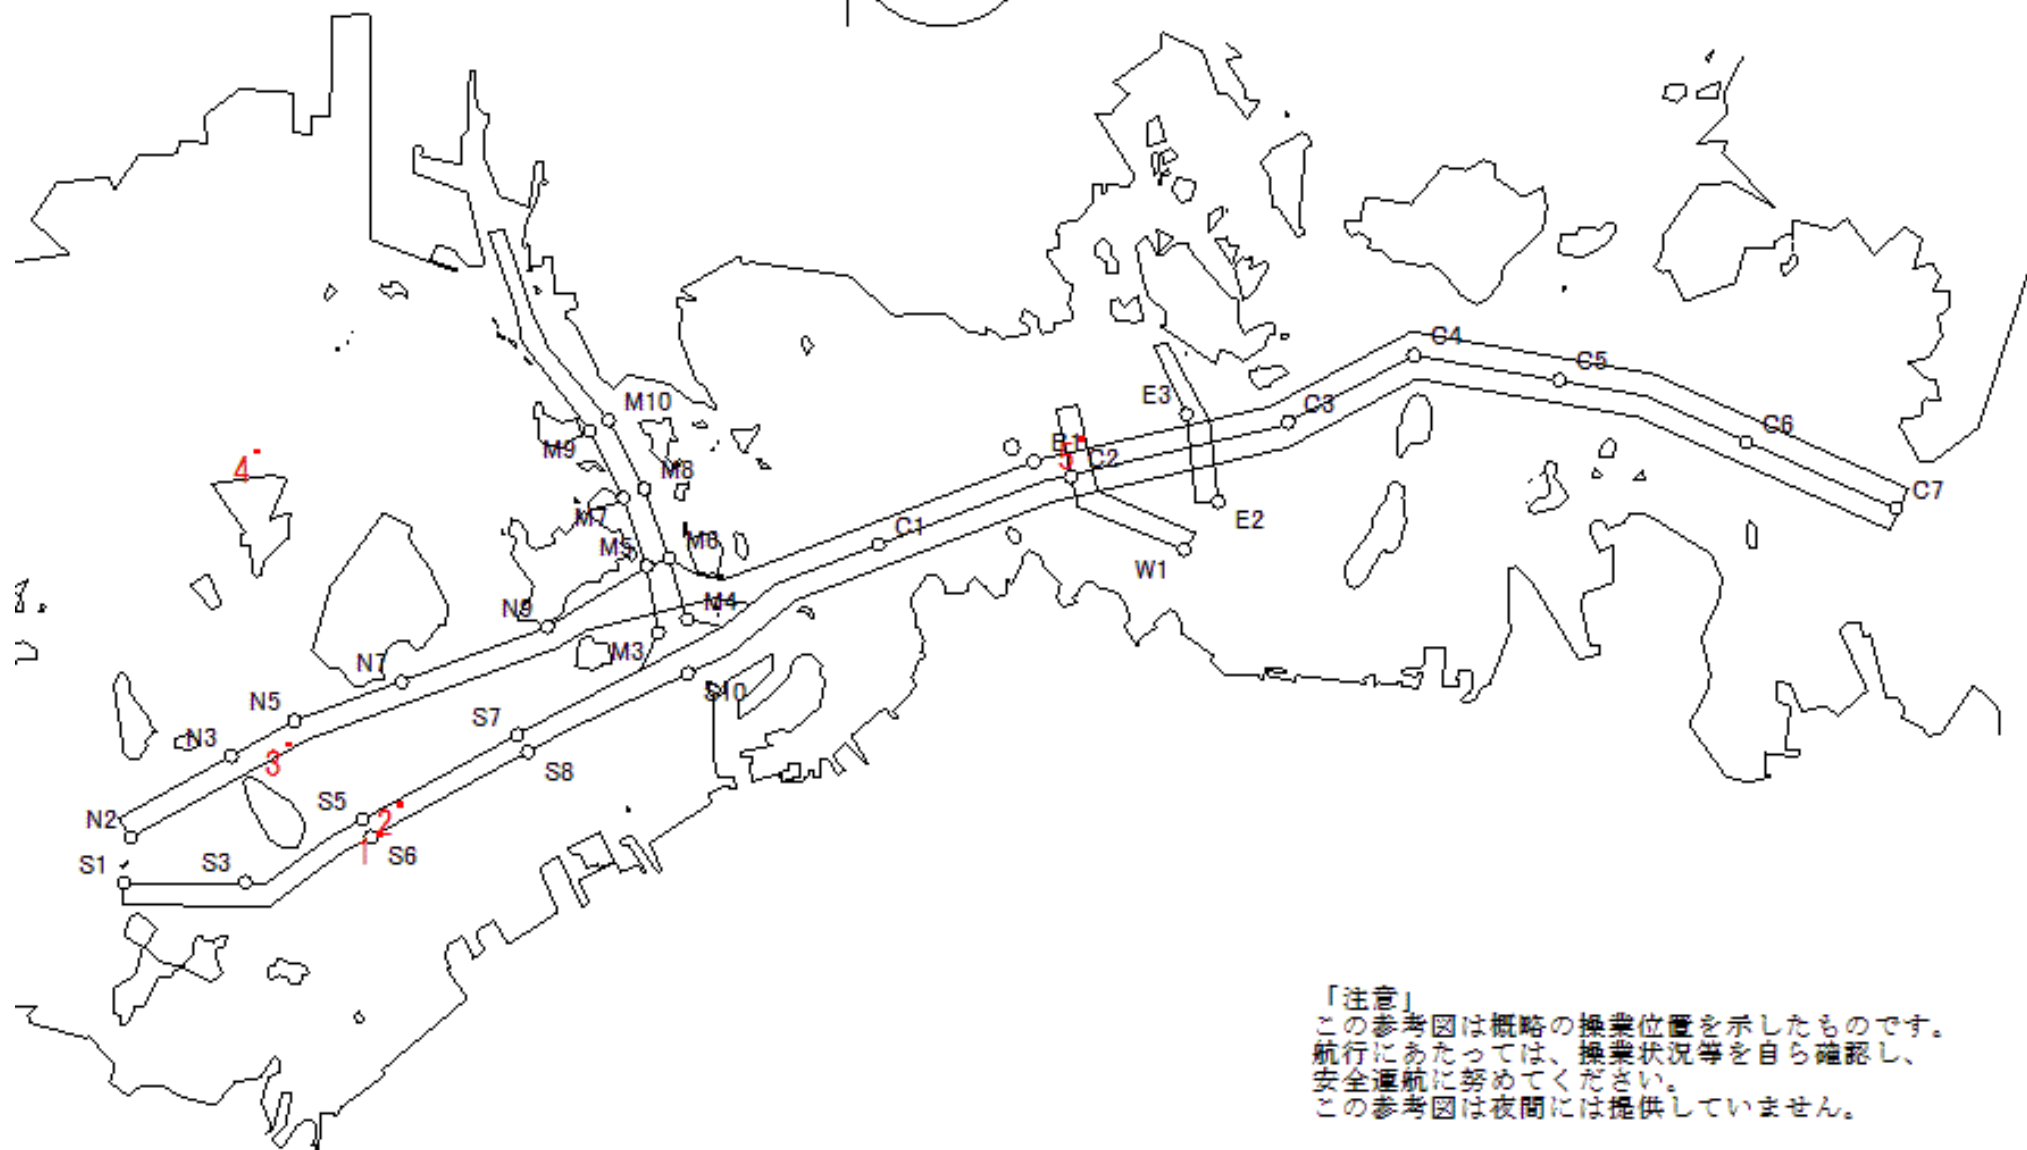 C4
C5
E3
M10
C3
C6
M9
4
5
C2
M8
C7
M7
E2
C1
M5
M6
W1
N9
M4
M3
N7
S10
N5
S7
N3
3
S8
S5
2
N2
1
S6
S1
S3
「注意」
この参考図は概略の操業位置を示したものです。
航行にあたっては、操業状況等を自ら確認し、
安全運航に努めてください。
この参考図は夜間には提供していません。